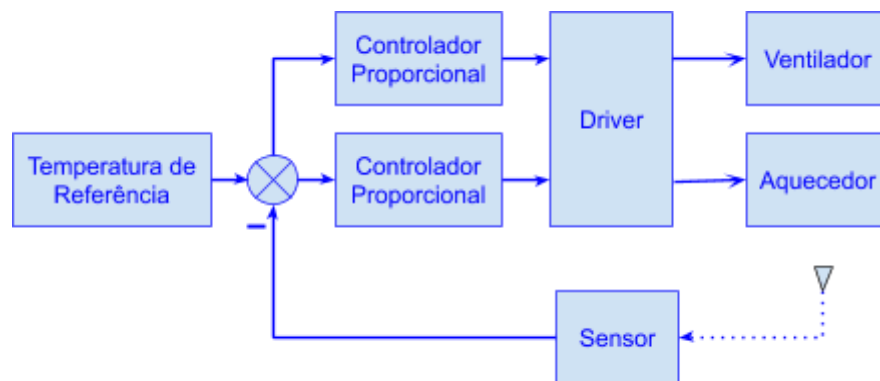 Controlador
Proporcional
Ventilador
Driver
Temperatura de
Referência
Controlador
Proporcional
Aquecedor
Sensor